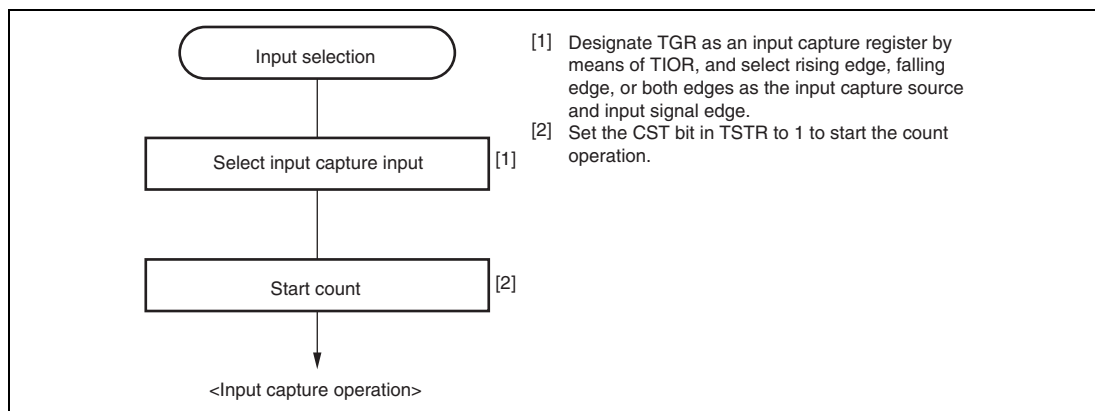 Input selection
Select input capture input
[1]
Start count
[2]
<Input capture operation>
[1] Designate TGR as an input capture register by
means of TIOR, and select rising edge, falling
edge, or both edges as the input capture source
and input signal edge.
[2] Set the CST bit in TSTR to 1 to start the count
operation.